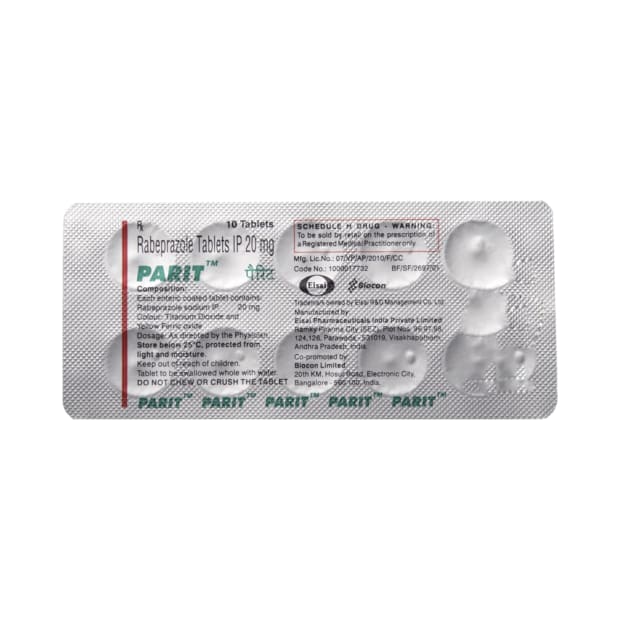 Rx 10 Tablets
Rabeprazole Tablets IP 20 mg
PARIT™ पैरिट
Composition:
Each enteric coated tablet contains:
Rabeprazole sodium IP 20 mg
Colour: Titanium Dioxide and
Yellow Ferric oxide
Dosage: As directed by the Physician.
Store below 25°C, protected from
light and moisture.
Keep out of reach of children.
Tablet to be swallowed whole with water.
DO NOT CHEW OR CRUSH THE TABLET
SCHEDULE H DRUG - WARNING:
To be sold by retail on the prescription of
a Registered Medical Practitioner only.
Mfg. Lic.No.: 07/VP/AP/2010/F/CC
Code No.: 1000017732
Eisai Biocon
Trademark owned by Eisai R&D Management Co. Ltd.
Manufactured by:
Eisai Pharmaceuticals India Private Limited
Ramky Pharma City (SEZ), Plot Nos. 96,97,98,
124,126, Parawada - 531019, Visakhapatnam,
Andhra Pradesh, India.
Co-promoted by:
Biocon Limited
20th KM, Hosur Road, Electronic City,
Bangalore - 560 100, India.
PARIT™ PARIT™ PARIT™ PARIT™ PARIT™